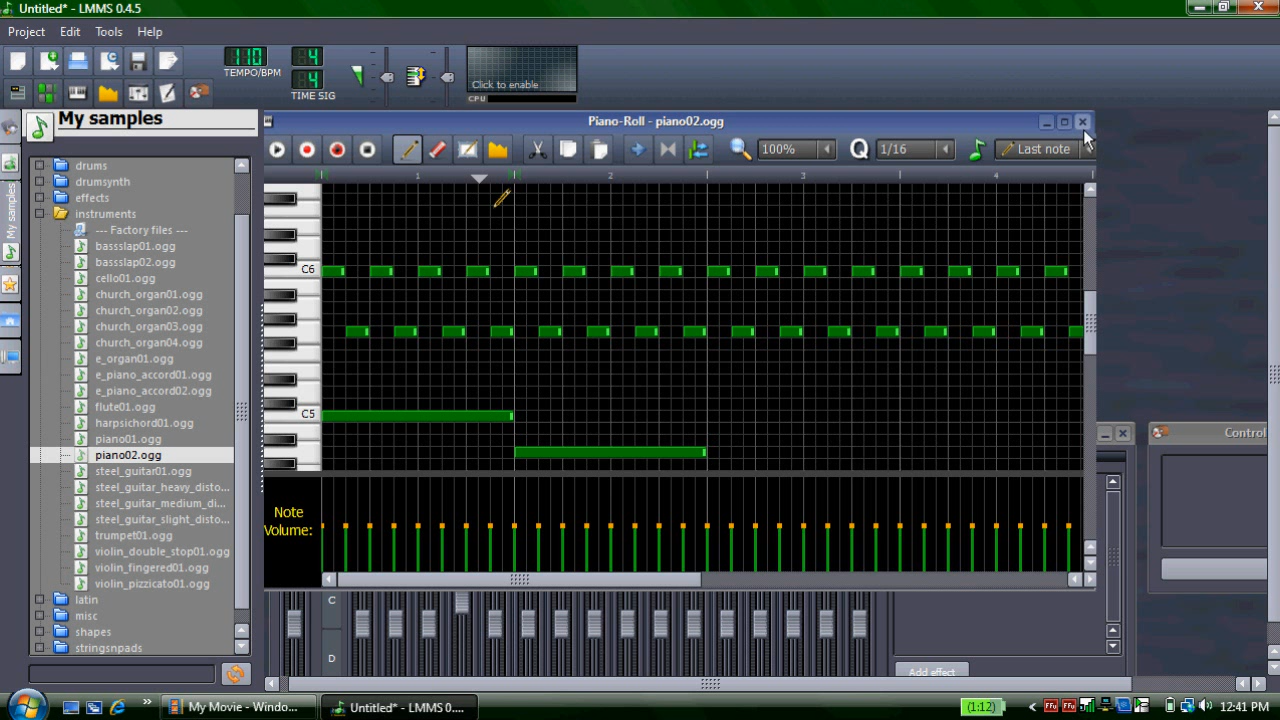 Untitled* - LMMS 0.4.5
Project Edit Tools Help
110
TEMPO/BPM
4
4
TIME SIG
Click to enable
CPU
My samples
My samples
drums
drumsynth
effects
instruments
--- Factory files ---
bassslap01.ogg
bassslap02.ogg
cello01.ogg
church_organ01.ogg
church_organ02.ogg
church_organ03.ogg
church_organ04.ogg
e_organ01.ogg
e_piano_accord01.ogg
e_piano_accord02.ogg
flute01.ogg
harpsichord01.ogg
piano01.ogg
piano02.ogg
steel_guitar01.ogg
steel_guitar_heavy_disto...
steel_guitar_medium_di...
steel_guitar_slight_disto...
trumpet01.ogg
violin_double_stop01.ogg
violin_fingered01.ogg
violin_pizzicato01.ogg
latin
misc
shapes
stringsnpads
Piano-Roll - piano02.ogg
100% Q 1/16 Last note
1 2 3 4
C6
C5
Note
Volume:
C
D
Control
Add effect
My Movie - Windo...
Untitled* - LMMS 0....
(1:12)
12:41 PM